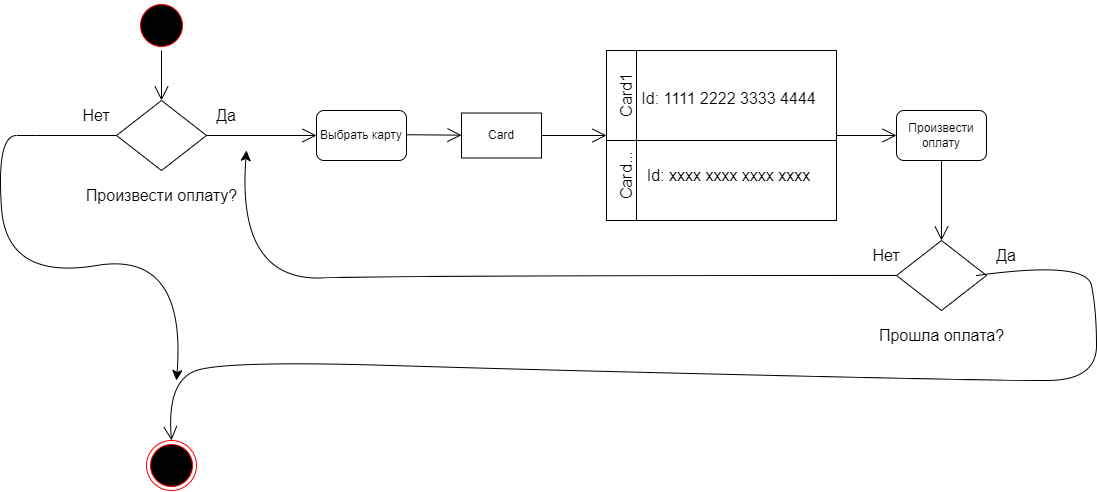 Нет
Да
Произвести оплату?
Выбрать карту
Card
Card1
Id: 1111 2222 3333 4444
Card...
Id: xxxx xxxx xxxx xxxx
Произвести
оплату
Нет
Да
Прошла оплата?